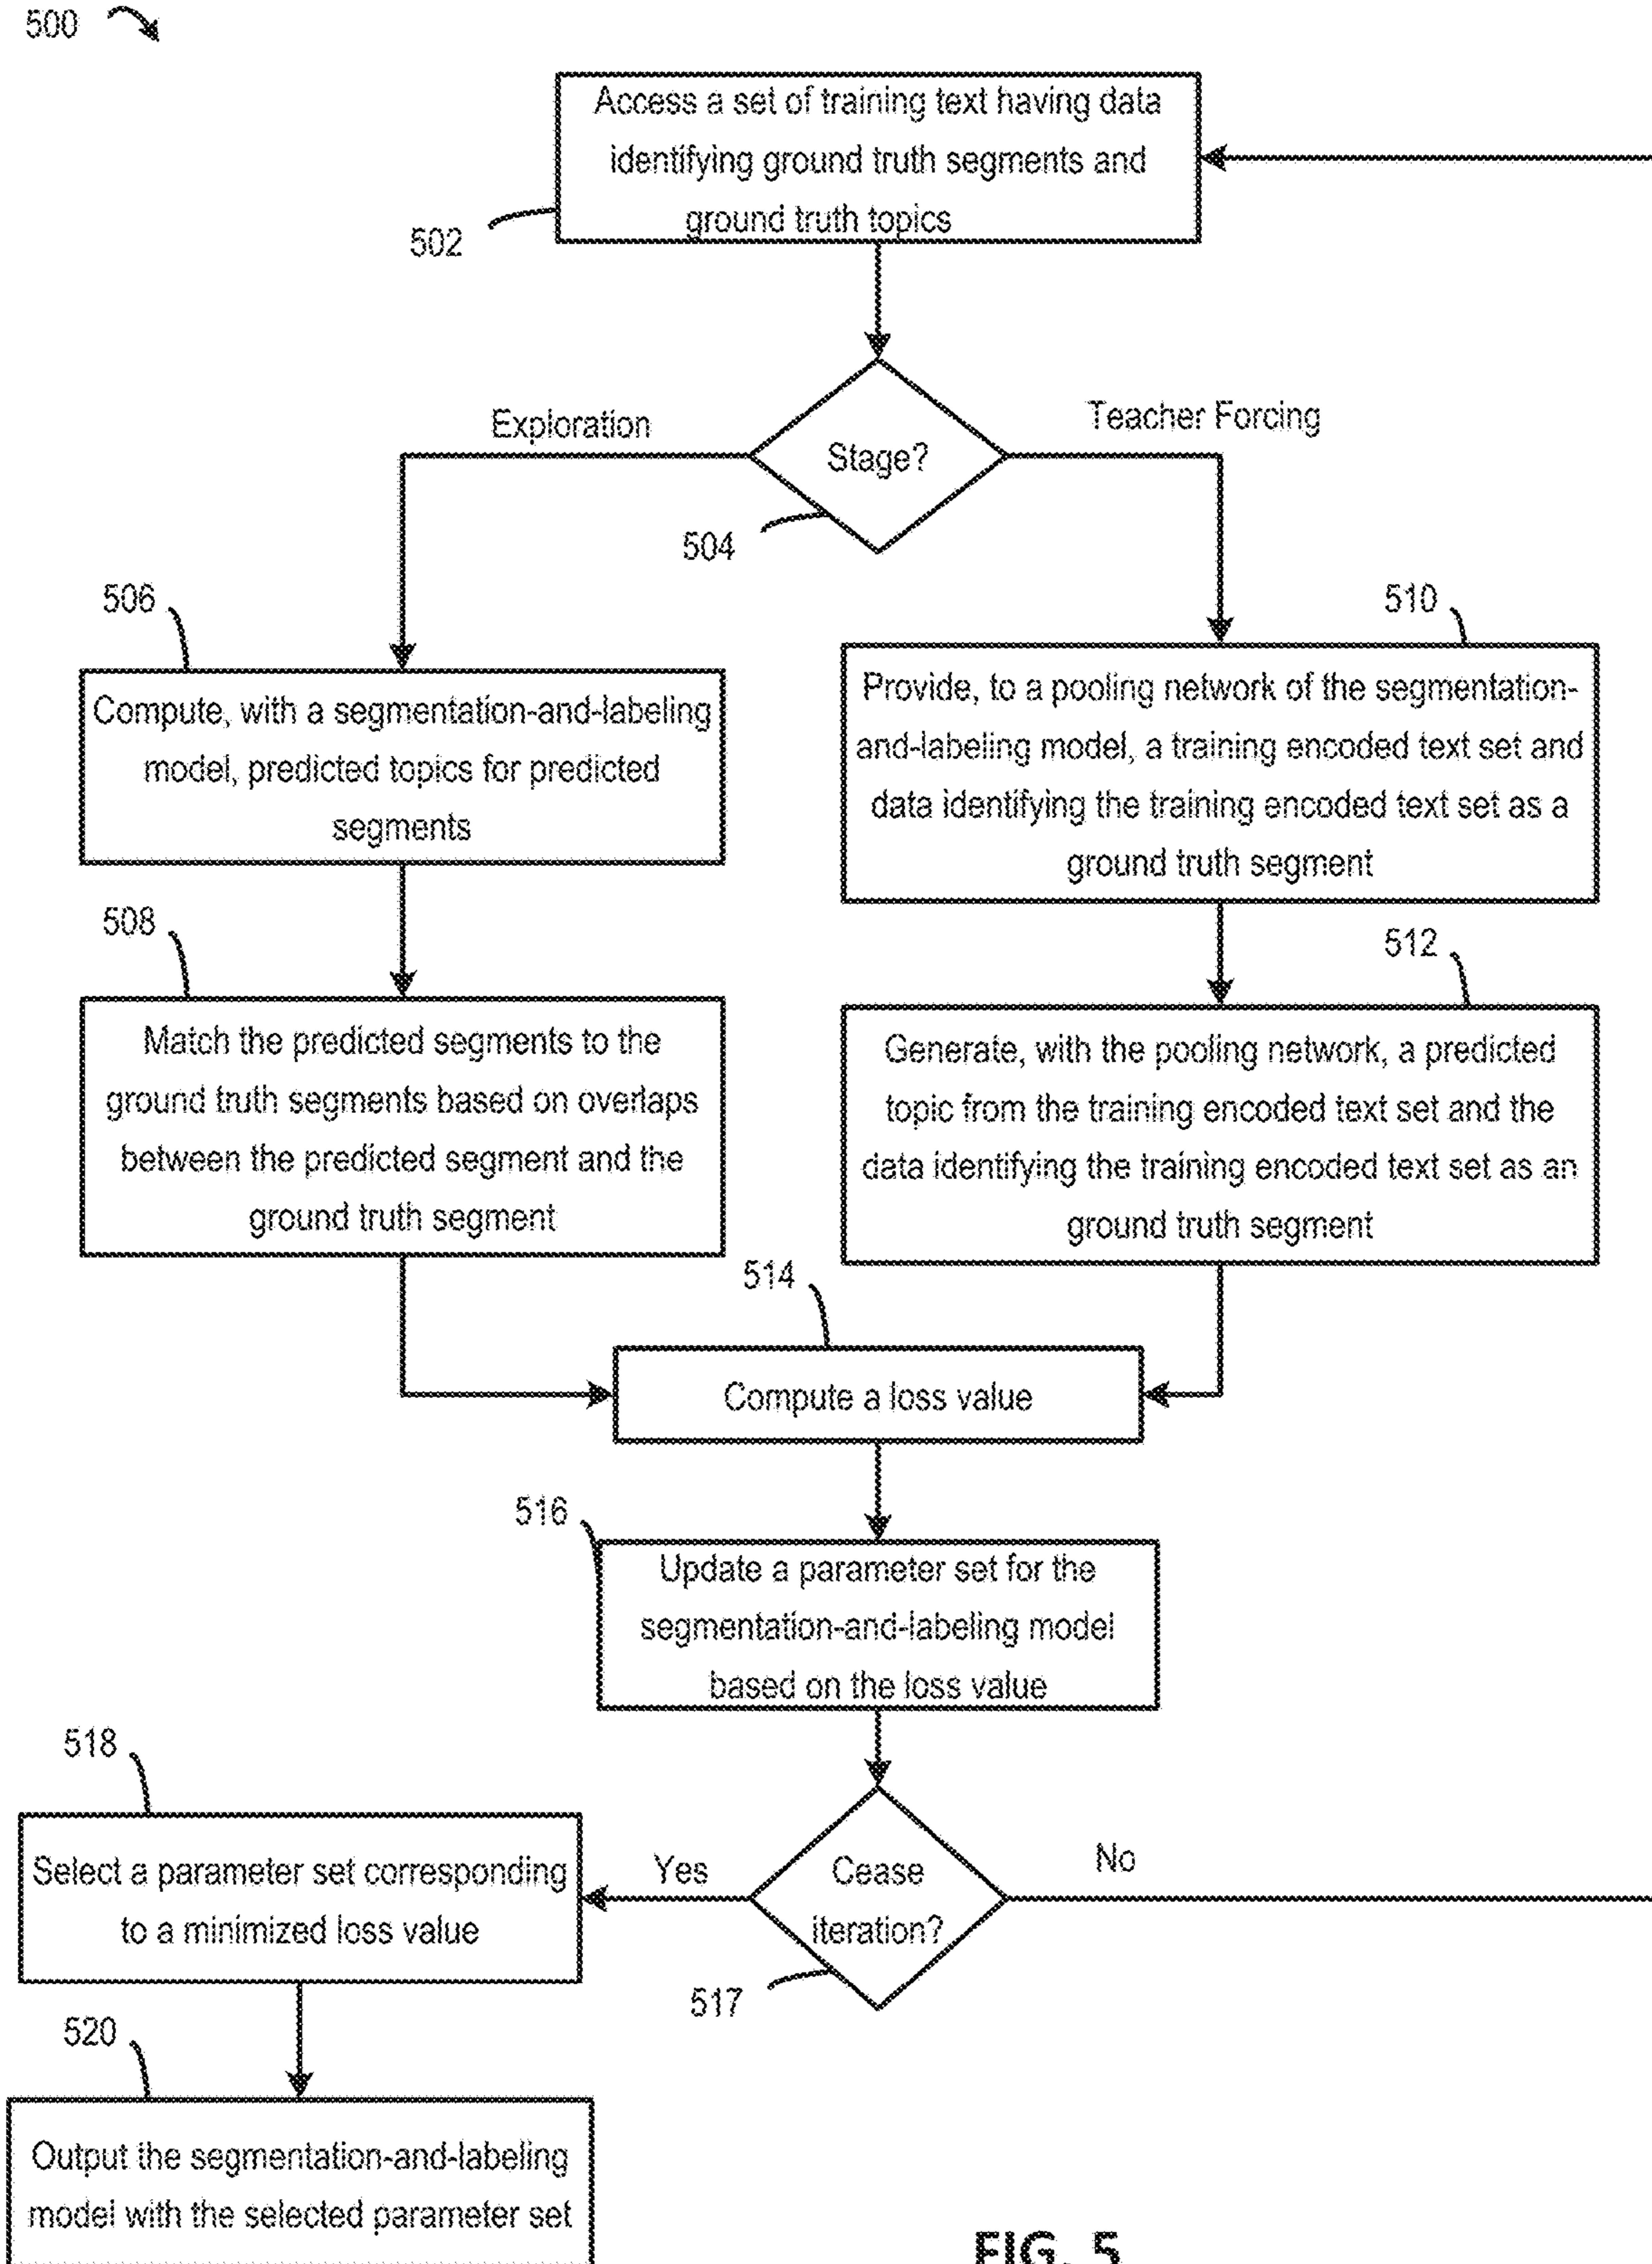 500
Access a set of training text having data
identifying ground truth segments and
ground truth topics
502
Exploration
Teacher Forcing
Stage?
504
506
Compute, with a segmentation-and-labeling
model, predicted topics for predicted
segments
510
Provide, to a pooling network of the segmentation-
and-labeling model, a training encoded text set and
data identifying the training encoded text set as a
ground truth segment
508
Match the predicted segments to the
ground truth segments based on overlaps
between the predicted segment and the
ground truth segment
512
Generate, with the pooling network, a predicted
topic from the training encoded text set and the
data identifying the training encoded text set as an
ground truth segment
514
Compute a loss value
516
Update a parameter set for the
segmentation-and-labeling model
based on the loss value
518
Select a parameter set corresponding
to a minimized loss value
Yes
Cease
iteration?
No
517
520
Output the segmentation-and-labeling
model with the selected parameter set
FIG. 5